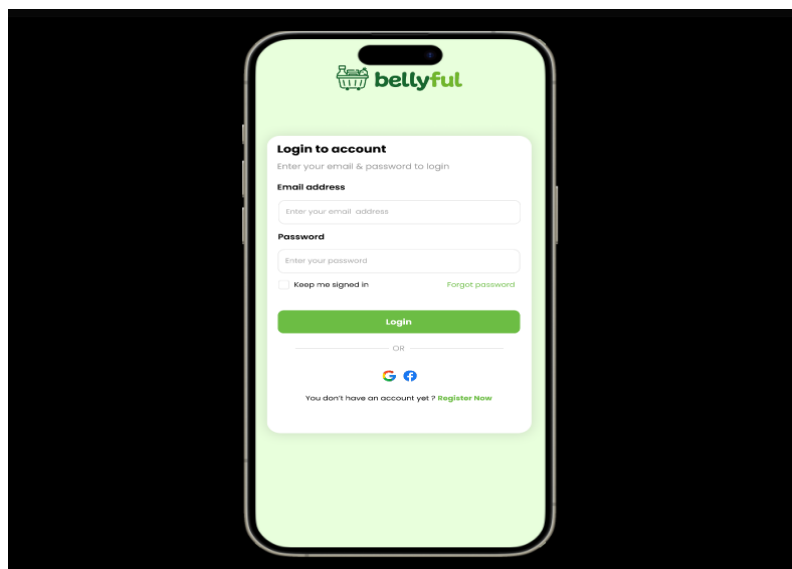 bellyful
Login to account
Enter your email & password to login
Email address
Enter your email address
Password
Enter your password
Keep me signed in Forgot password
Login
OR
You don't have an account yet ? Register Now